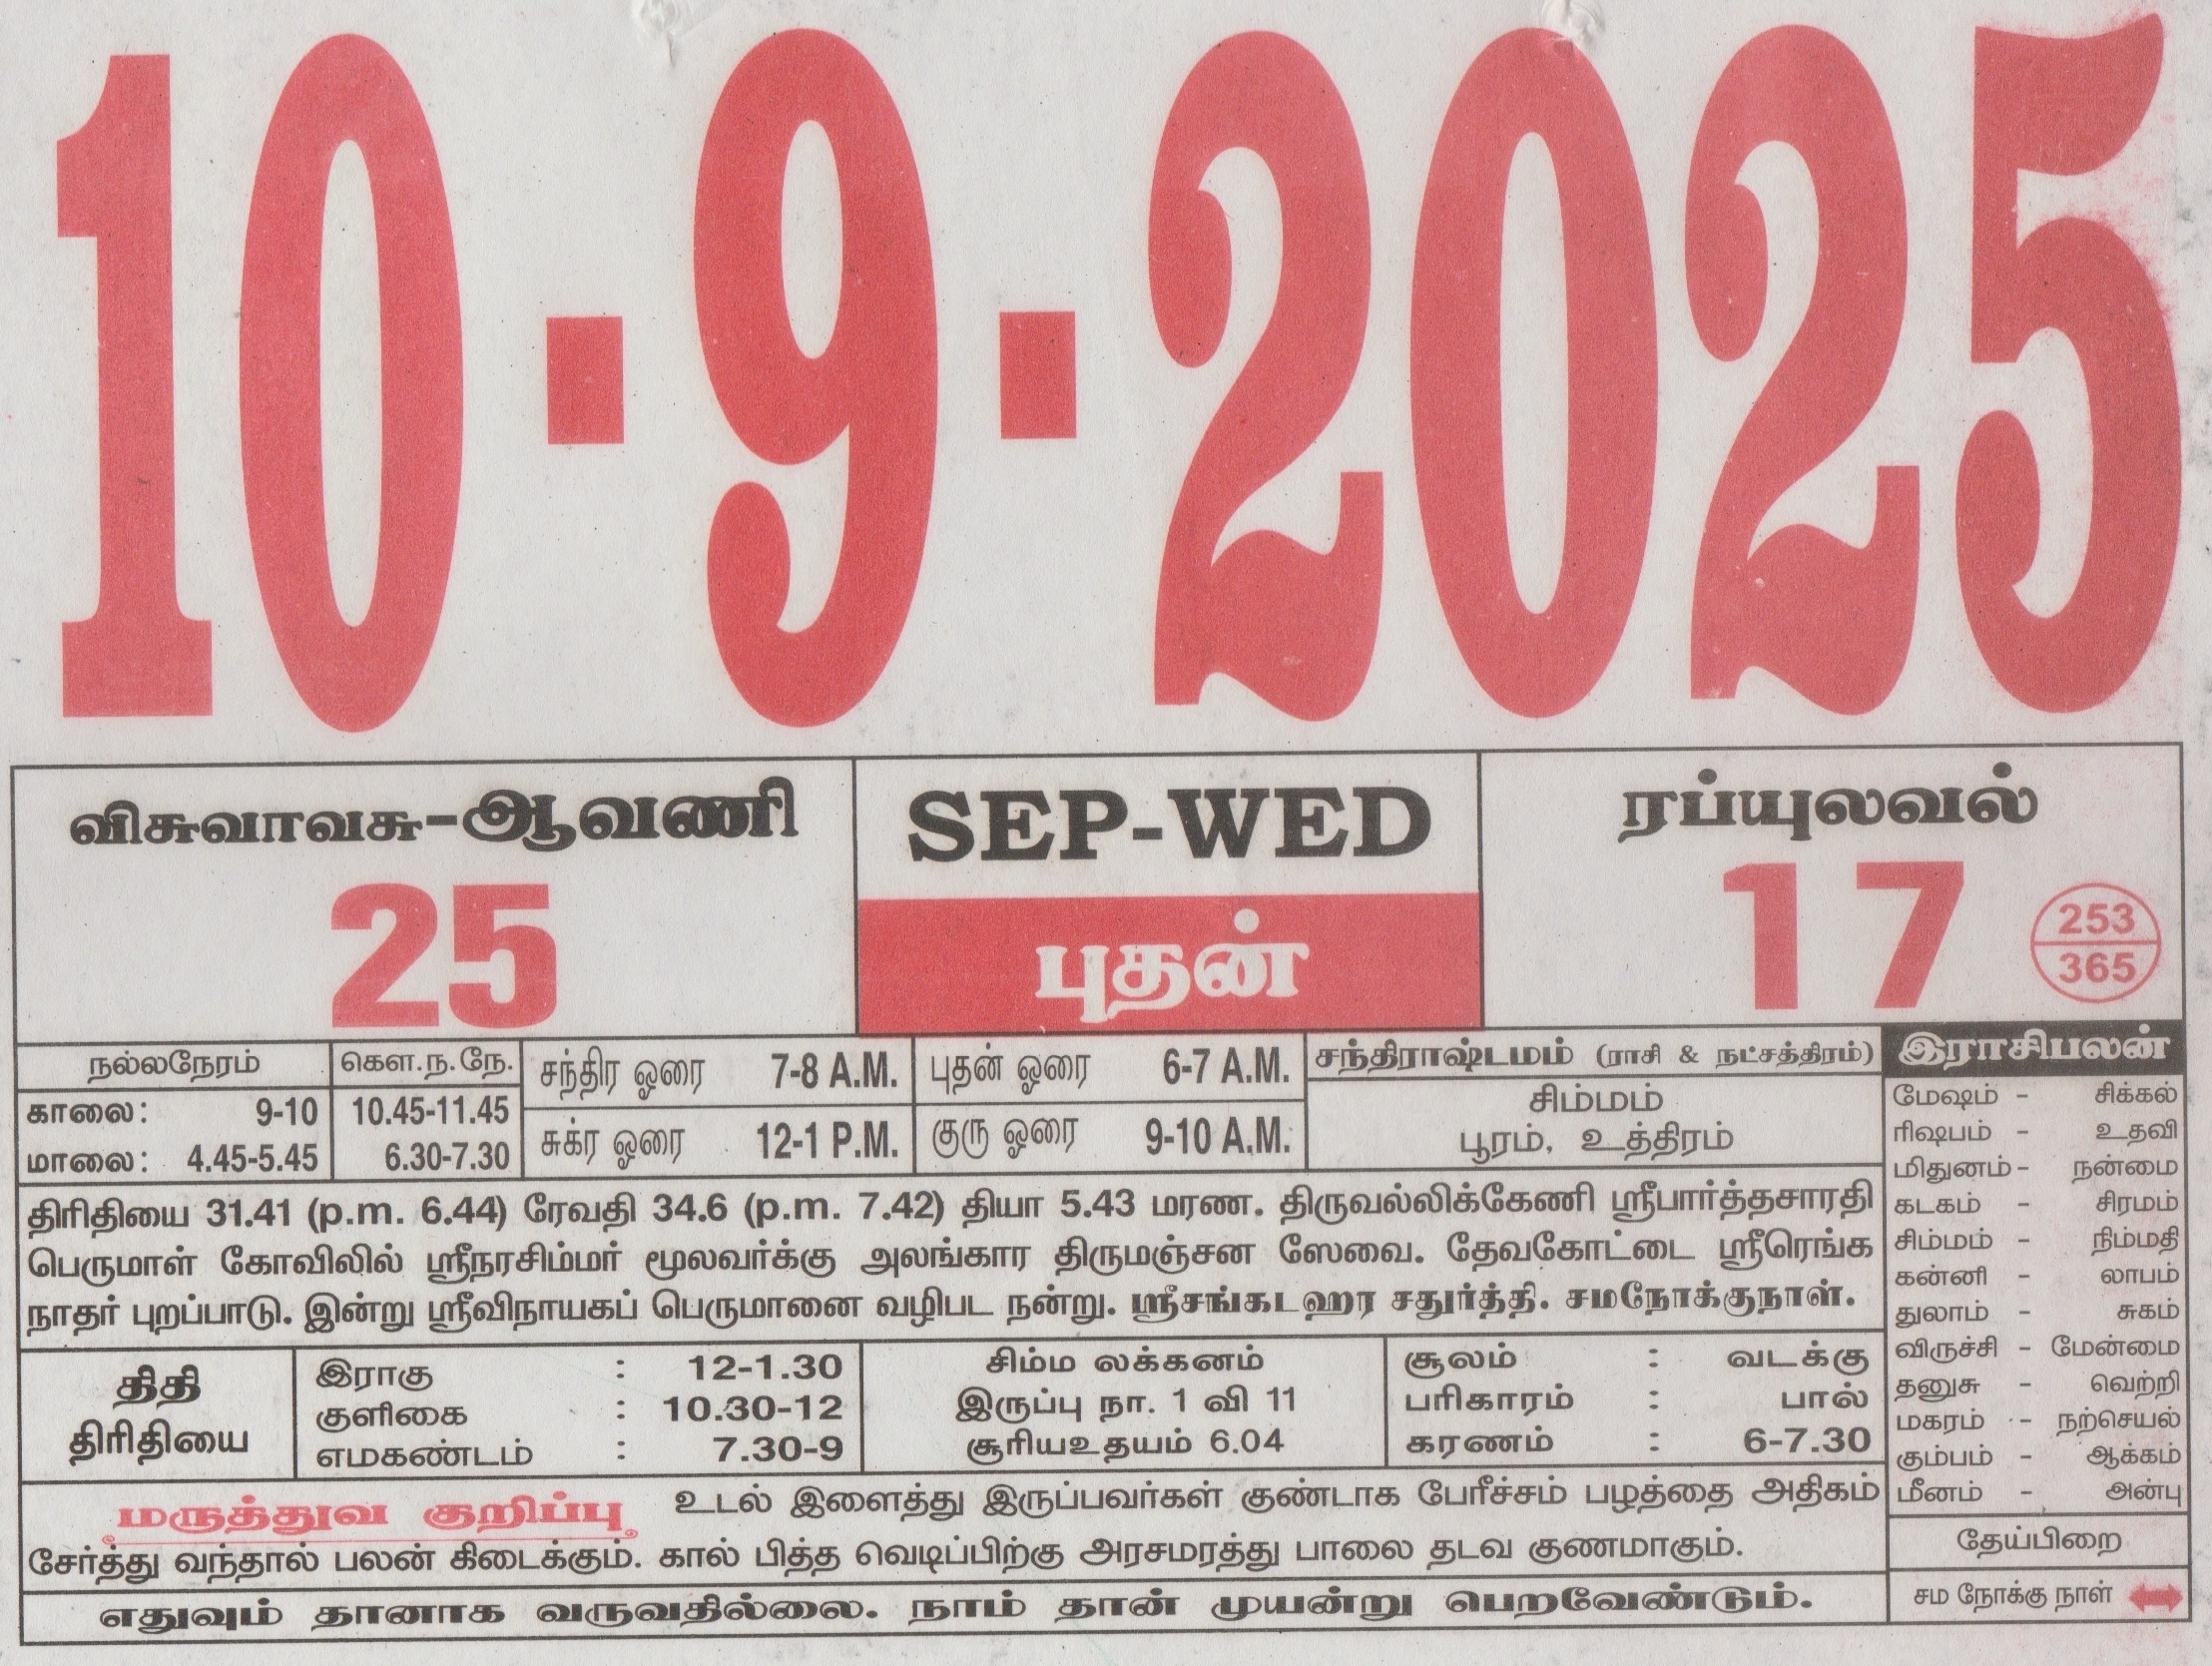 10.9.2025
விசுவாவசு-ஆவணி
25
SEP-WED
புதன்
ரப்யுலவல்
17
253
365
நல்லநேரம்
கௌ.ந.நே.
காலை: 9-10 10.45-11.45
மாலை: 4.45-5.45 6.30-7.30
சந்திர ஓரை 7-8 A.M.
சுக்ர ஓரை 12-1 P.M.
புதன் ஓரை 6-7 A.M.
குரு ஓரை 9-10 A.M.
சந்திராஷ்டமம் (ராசி & நட்சத்திரம்)
சிம்மம்
பூரம், உத்திரம்
இராசிபலன்
மேஷம் - சிக்கல்
ரிஷபம் - உதவி
மிதுனம் - நன்மை
கடகம் - சிரமம்
சிம்மம் - நிம்மதி
கன்னி - லாபம்
துலாம் - சுகம்
விருச்சி - மேன்மை
தனுசு - வெற்றி
மகரம் - நற்செயல்
கும்பம் - ஆக்கம்
மீனம் - அன்பு
தேய்பிறை
சம நோக்கு நாள்
திரிதியை 31.41 (p.m. 6.44) ரேவதி 34.6 (p.m. 7.42) தியா 5.43 மரண. திருவல்லிக்கேணி ஸ்ரீபார்த்தசாரதி
பெருமாள் கோவிலில் ஸ்ரீநரசிம்மர் மூலவர்க்கு அலங்கார திருமஞ்சன ஸேவை. தேவகோட்டை ஸ்ரீரெங்க
நாதர் புறப்பாடு. இன்று ஸ்ரீவிநாயகப் பெருமானை வழிபட நன்று. ஸ்ரீசங்கடஹர சதுர்த்தி. சமநோக்குநாள்.
திதி
திரிதியை
இராகு : 12-1.30
குளிகை : 10.30-12
எமகண்டம் : 7.30-9
சிம்ம லக்கனம்
இருப்பு நா. 1 வி 11
சூரியஉதயம் 6.04
சூலம் : வடக்கு
பரிகாரம் : பால்
கரணம் : 6-7.30
மருத்துவ குறிப்பு உடல் இளைத்து இருப்பவர்கள் குண்டாக பேரீச்சம் பழத்தை அதிகம்
சேர்த்து வந்தால் பலன் கிடைக்கும். கால் பித்த வெடிப்பிற்கு அரசமரத்து பாலை தடவ குணமாகும்.
எதுவும் தானாக வருவதில்லை. நாம் தான் முயன்று பெறவேண்டும்.